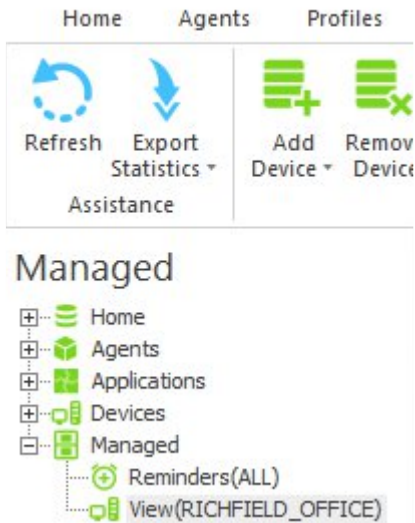 Home Agents Profiles
Refresh Export Statistics Add Device
Device
Assistance
Managed
Home
Agents
Applications
Devices
Managed
Reminders(ALL)
View(RICHFIELD_OFFICE)